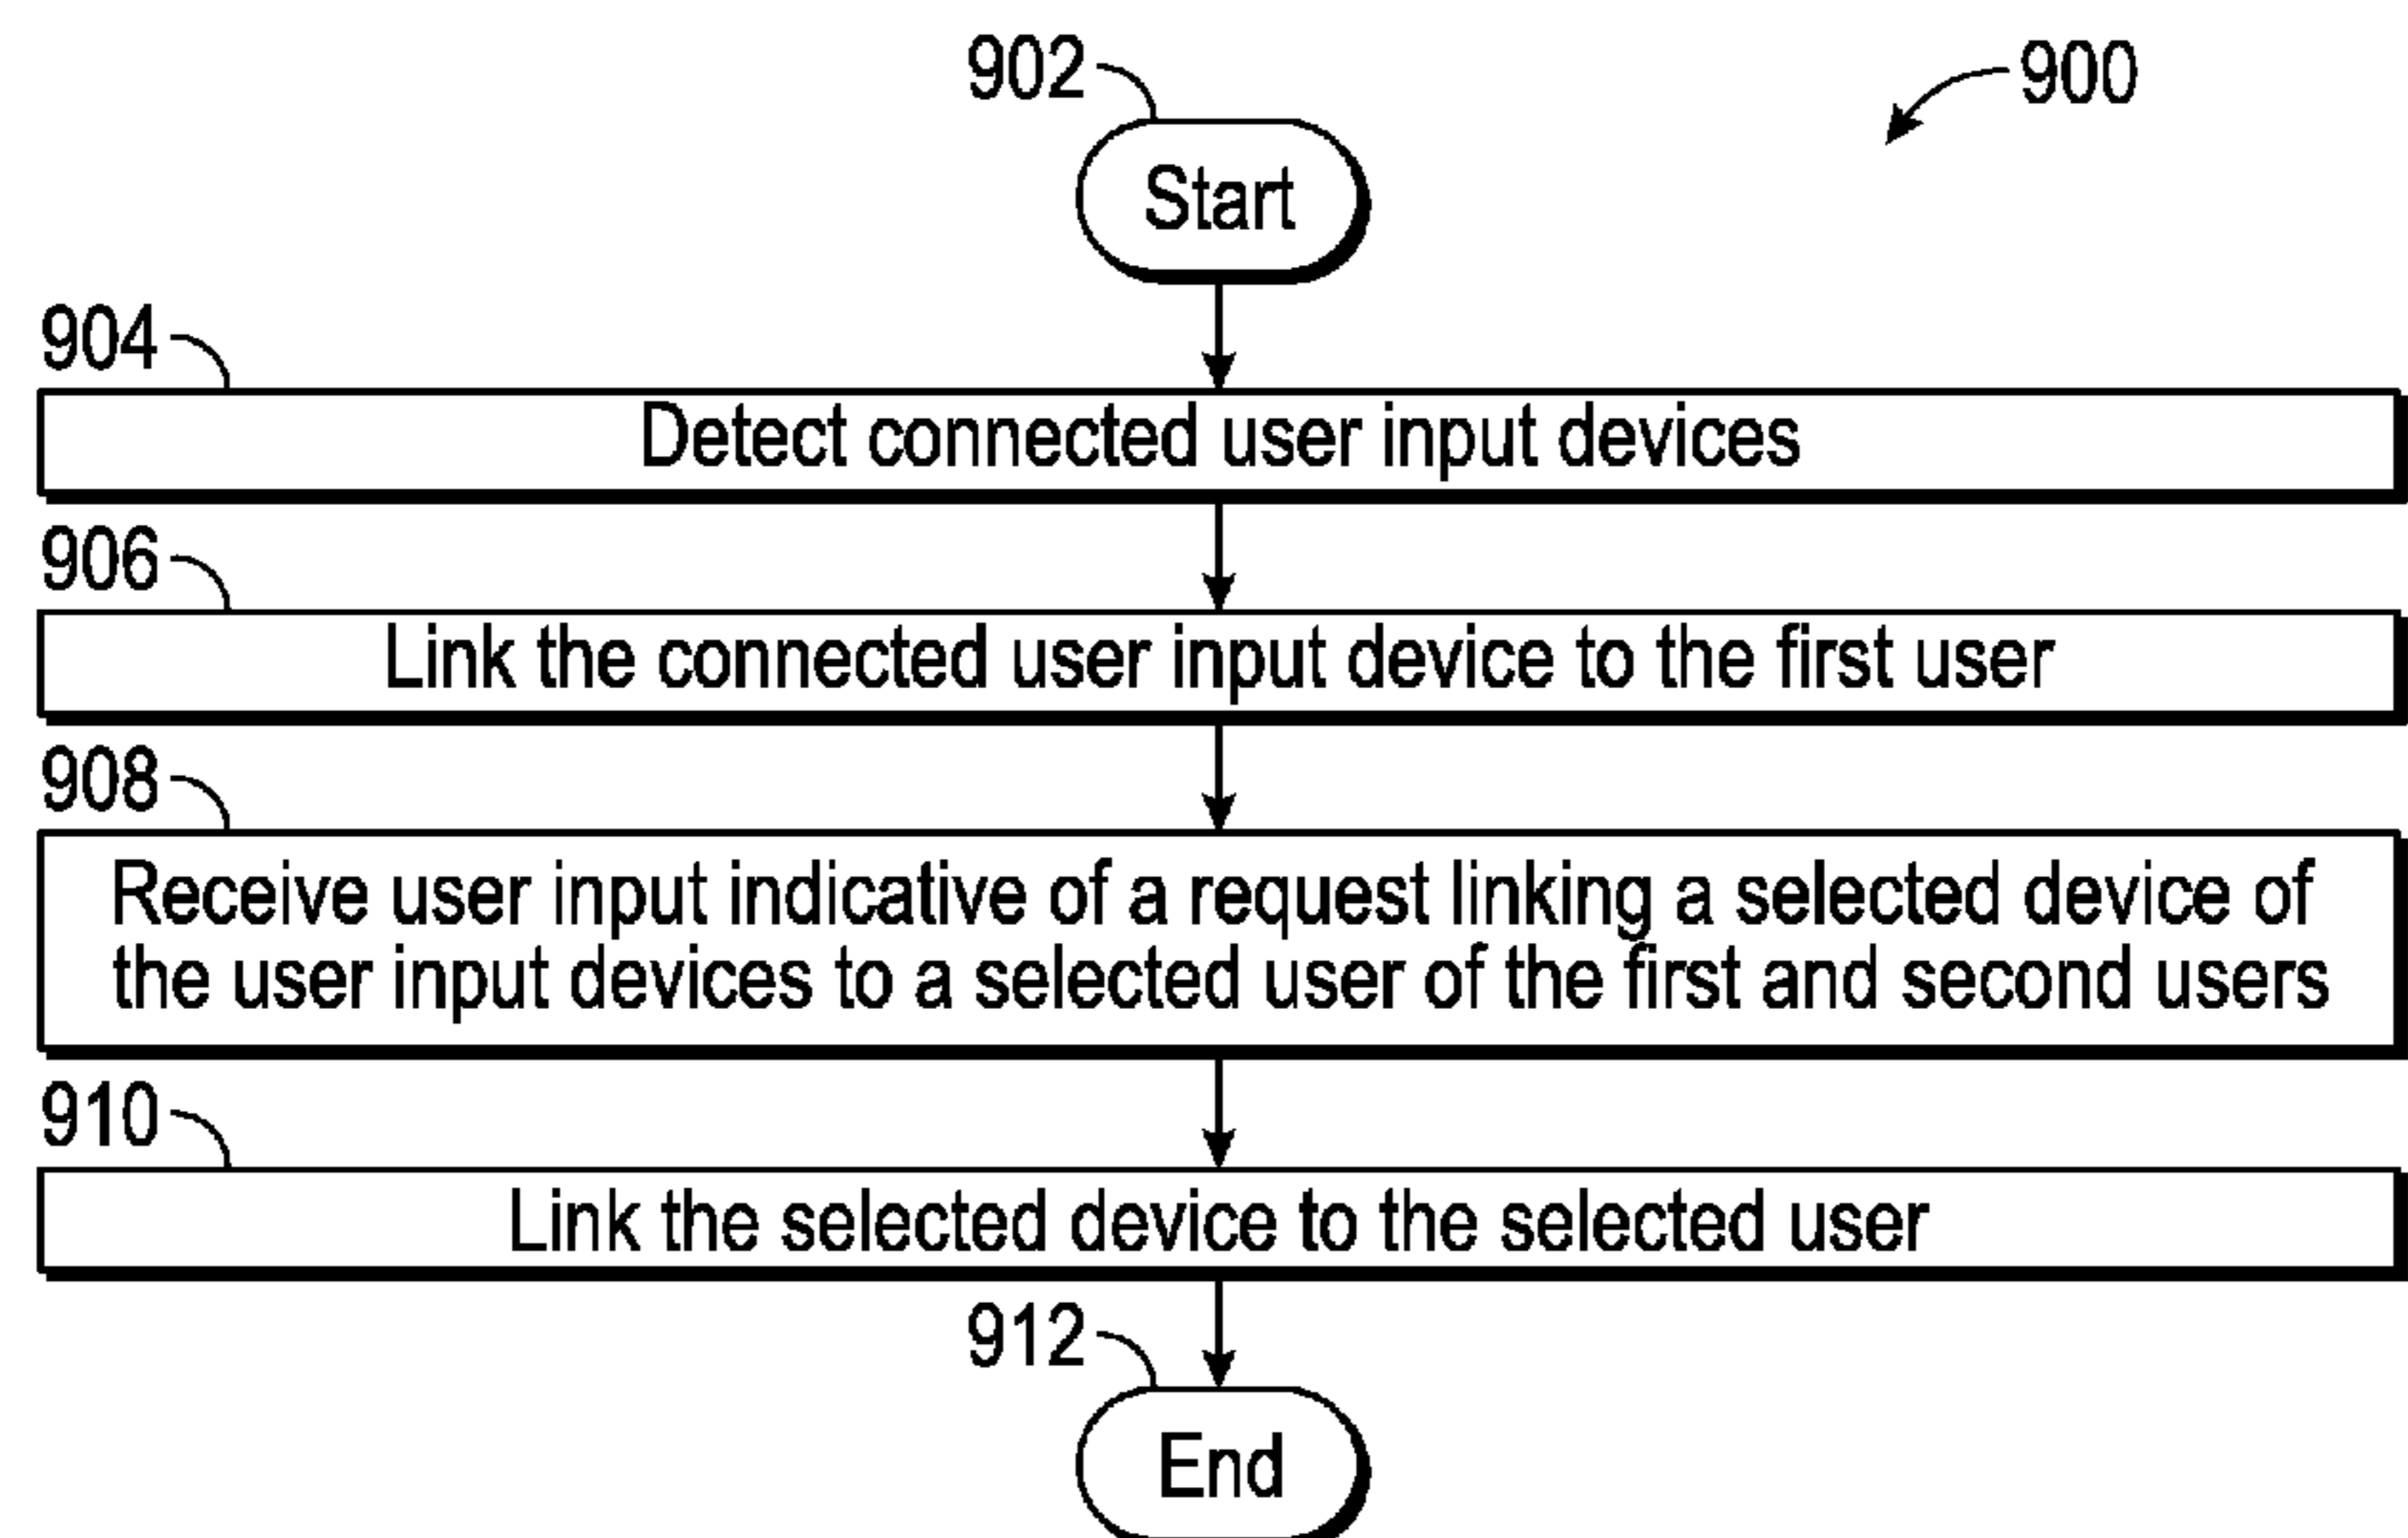 902
900
Start
904
Detect connected user input devices
906
Link the connected user input device to the first user
908
Receive user input indicative of a request linking a selected device of
the user input devices to a selected user of the first and second users
910
Link the selected device to the selected user
912
End